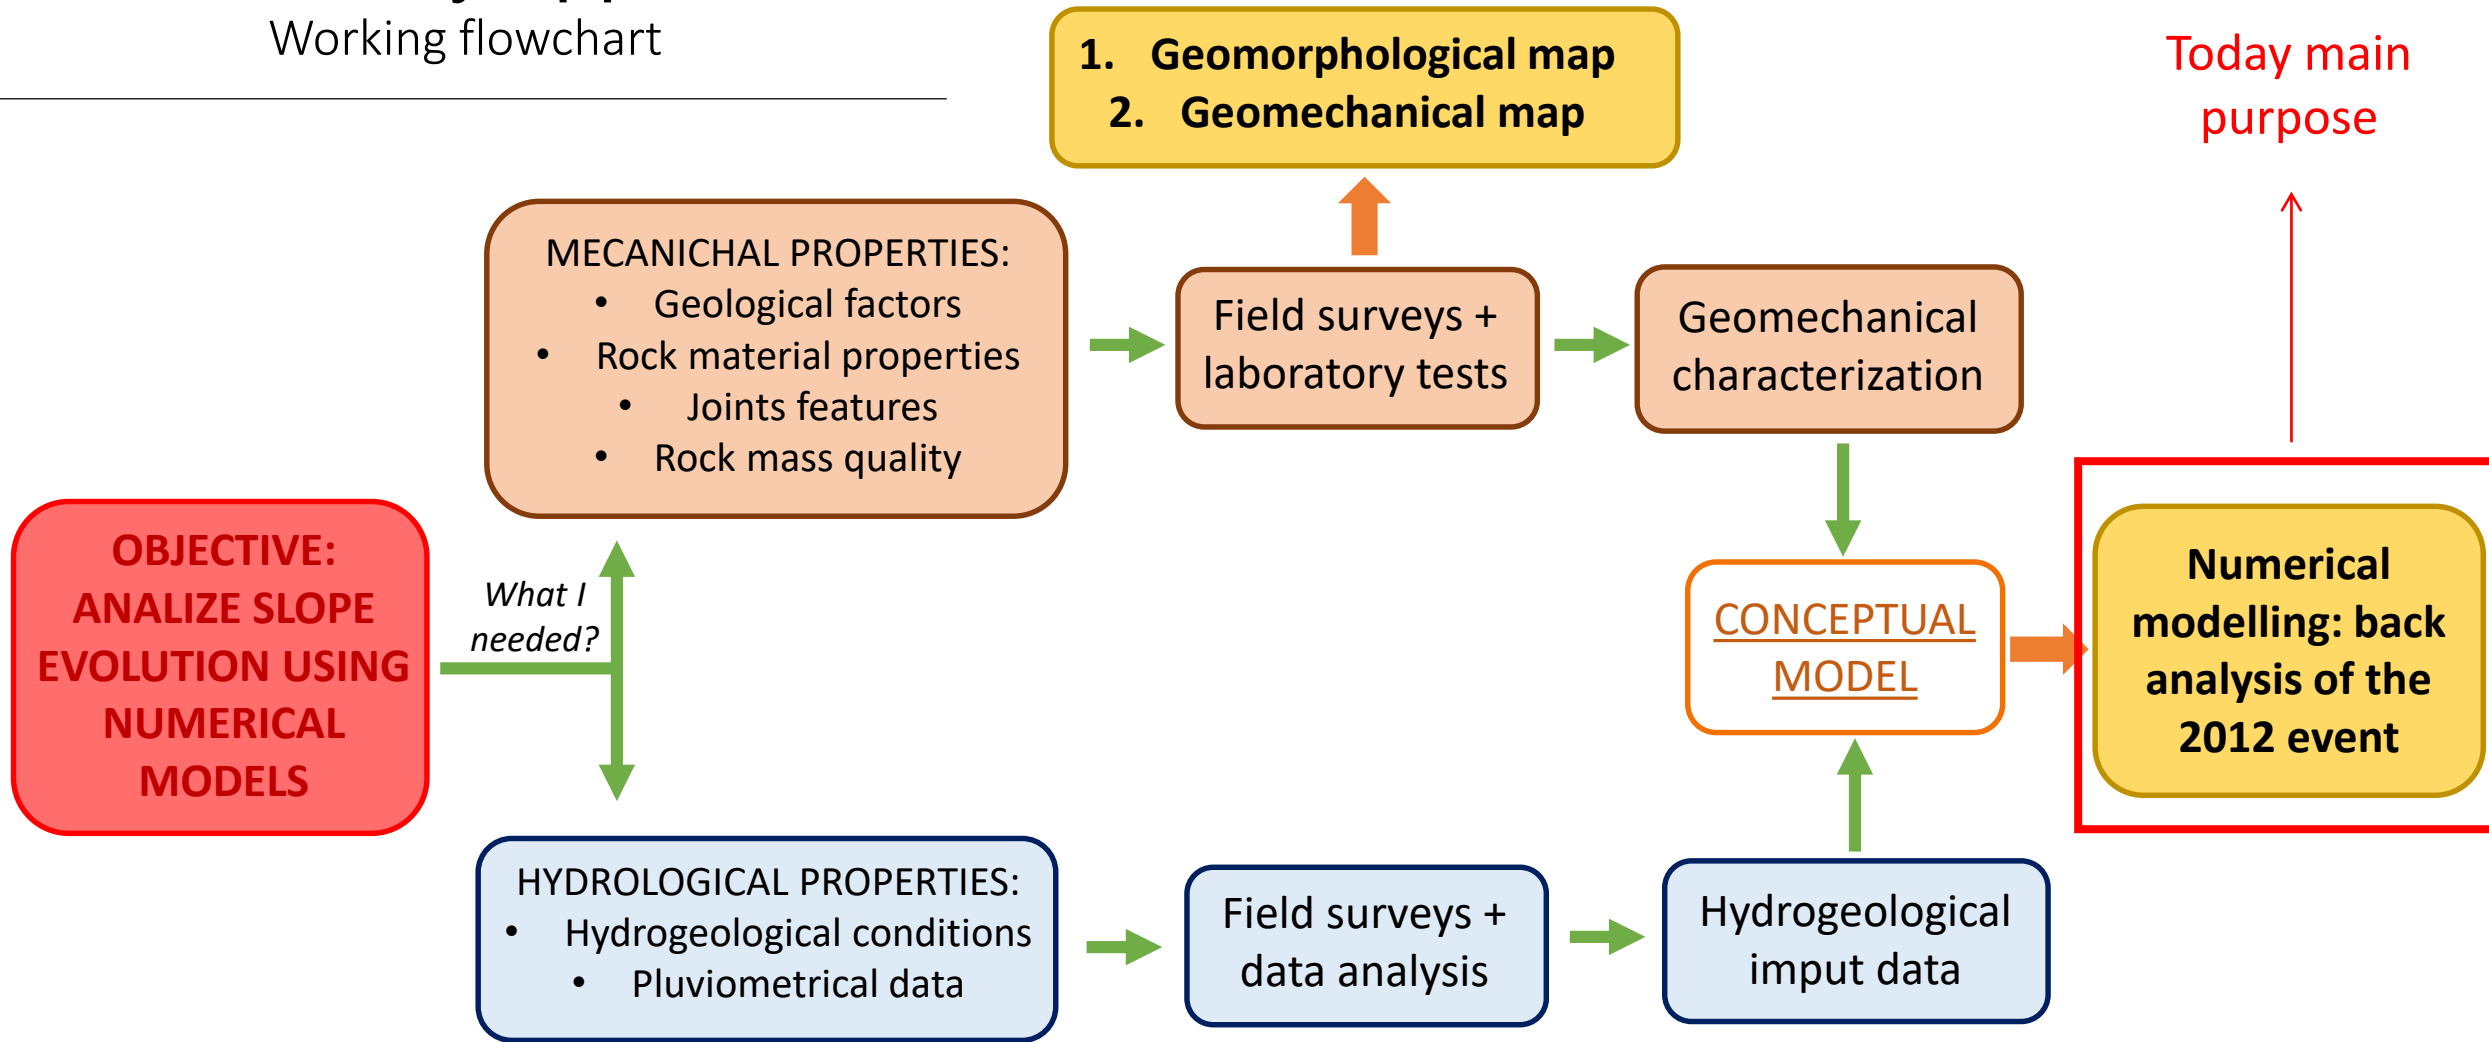 Working flowchart
1. Geomorphological map
2. Geomechanical map
Today main
purpose
MECANICHAL PROPERTIES:
• Geological factors
• Rock material properties
• Joints features
• Rock mass quality
Field surveys +
laboratory tests
Geomechanical
characterization
OBJECTIVE:
ANALIZE SLOPE
EVOLUTION USING
NUMERICAL
MODELS
What I
needed?
CONCEPTUAL
MODEL
Numerical
modelling: back
analysis of the
2012 event
HYDROLOGICAL PROPERTIES:
• Hydrogeological conditions
• Pluviometrical data
Field surveys +
data analysis
Hydrogeological
imput data